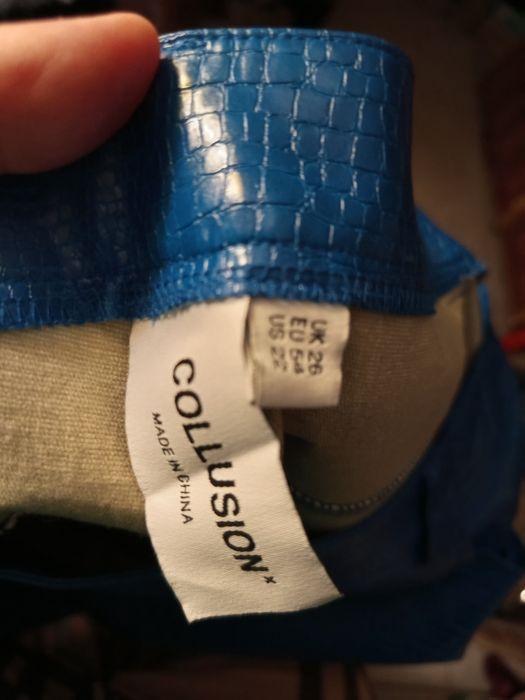 COLLUSION x
MADE IN CHINA
UK 26
EU 54
US 22